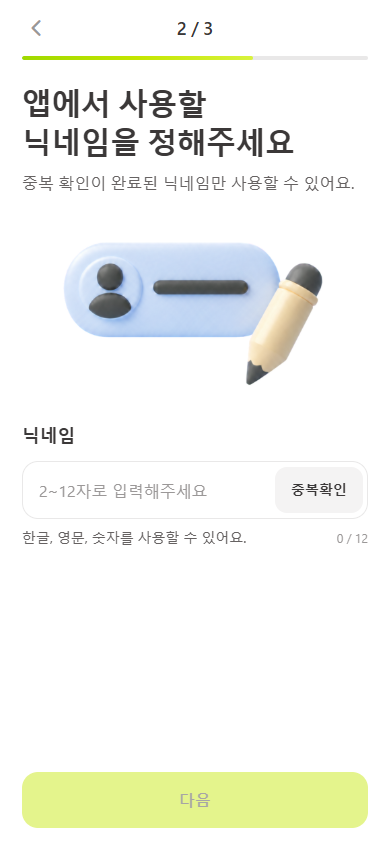 2 / 3
앱에서 사용할
닉네임을 정해주세요
중복 확인이 완료된 닉네임만 사용할 수 있어요.
닉네임
2~12자로 입력해주세요
중복확인
한글, 영문, 숫자를 사용할 수 있어요.
0 / 12
다음